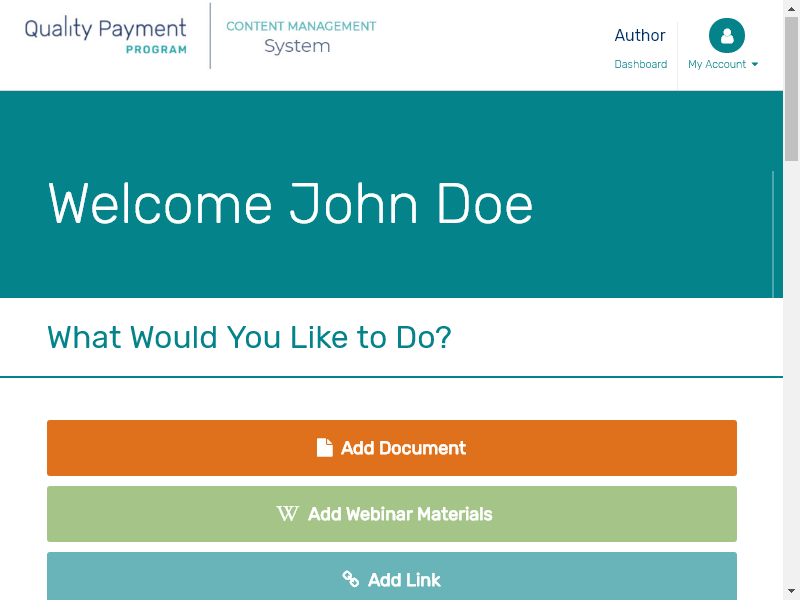 Quality Payment
PROGRAM
CONTENT MANAGEMENT
System
Author
Dashboard
My Account
Welcome John Doe
What Would You Like to Do?
Add Document
W Add Webinar Materials
Add Link